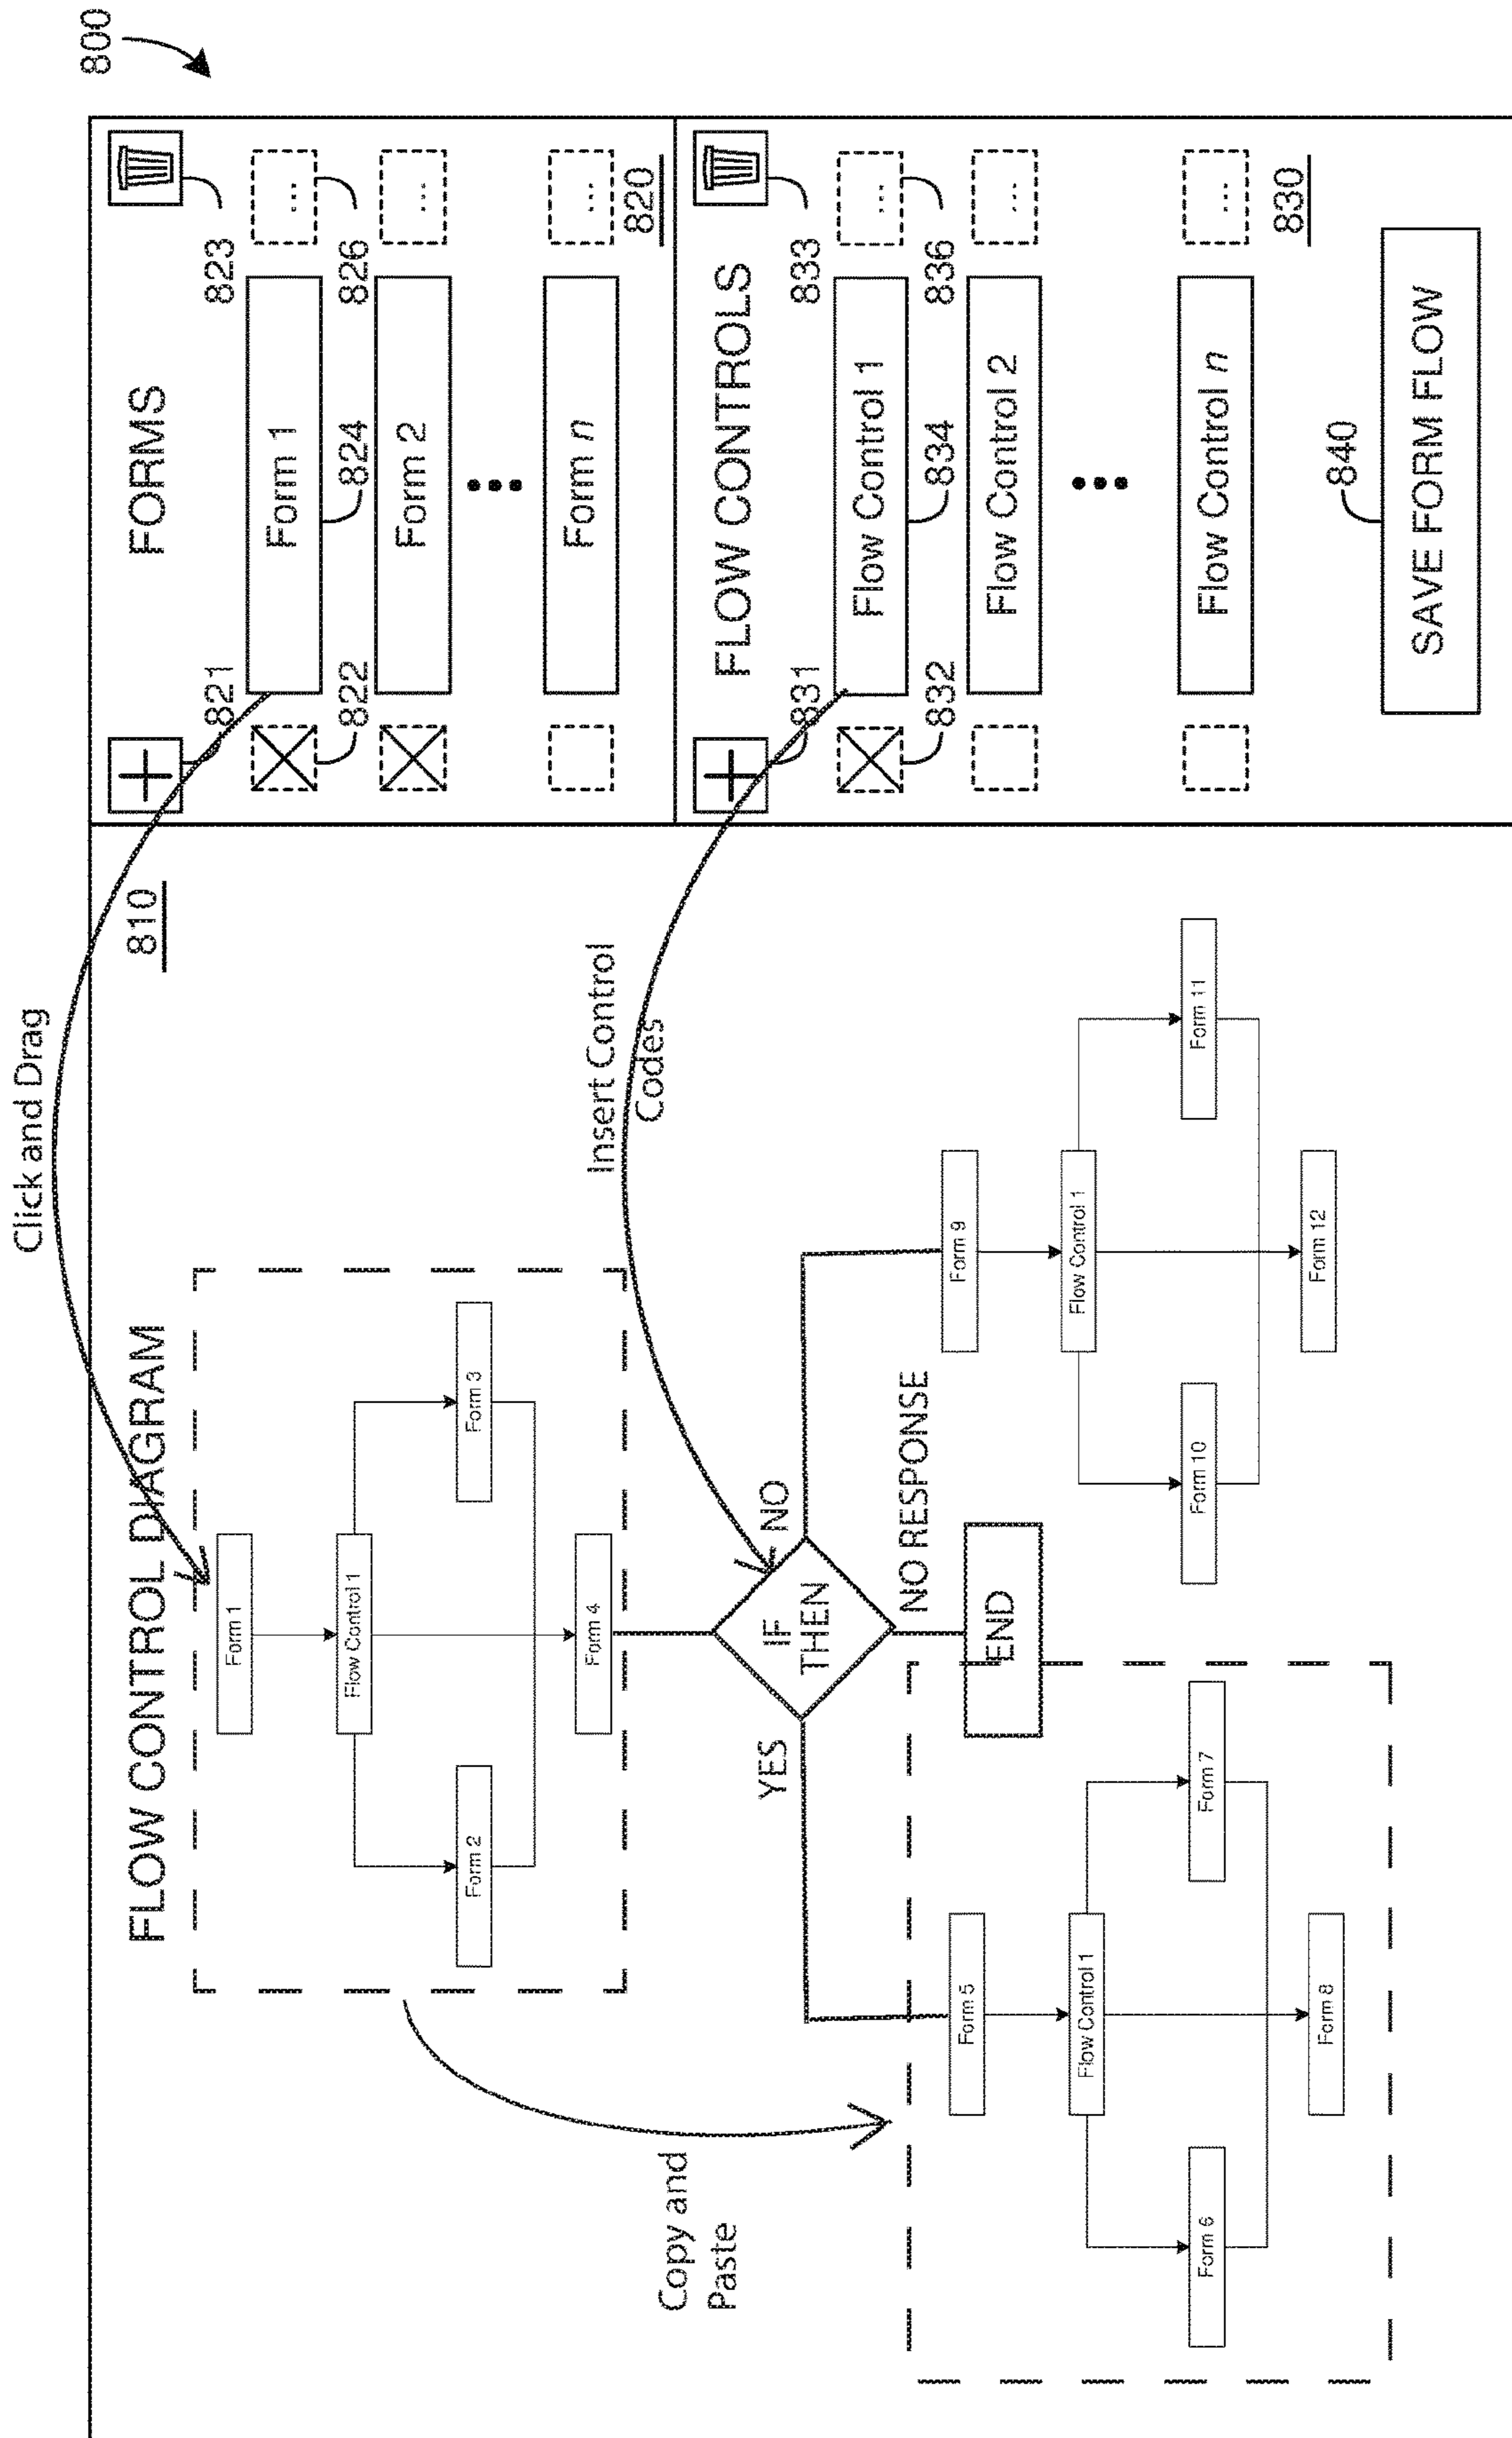 800
Click and Drag
FLOW CONTROL DIAGRAM
810
Form 1
Flow Control 1
Form 2
Form 3
Form 4
Insert Control
Codes
Copy and
Paste
IF
THEN
YES
NO
NO RESPONSE
END
Form 5
Flow Control 1
Form 6
Form 7
Form 8
Form 9
Flow Control 1
Form 10
Form 11
Form 12
FORMS
821
823
Form 1
...
822
824
826
Form 2
...
Form n
...
820
FLOW CONTROLS
831
833
Flow Control 1
...
832
834
836
Flow Control 2
...
Flow Control n
...
830
840
SAVE FORM FLOW